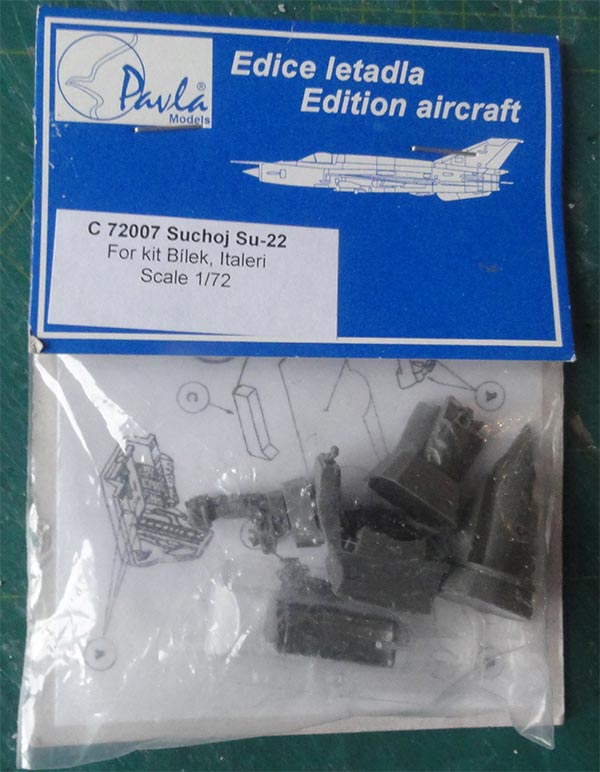 Pavla®
Models
Edice letadla
Edition aircraft
C 72007 Suchoj Su-22
For kit Bílek, Italeri
Scale 1/72
C
A
A